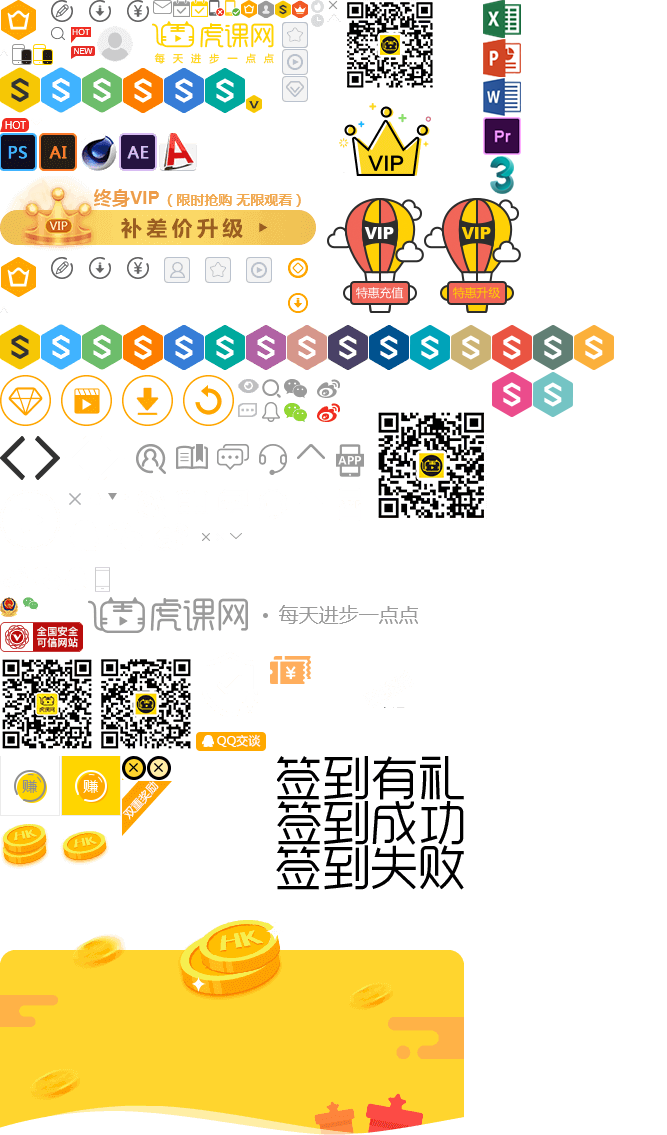 HOT
NEW
虎课网
每天进步一点点
S S S S S S V
HOT
PS AI AE
VIP
终身VIP（限时抢购 无限观看）
VIP
补差价升级
X
P
W
Pr
3
VIP VIP
特惠充值 特惠升级
S S S S S S S S S S S S S S S
S S
APP
虎课网 • 每天进步一点点
全国安全
可信网站
虎课网
¥
QQ交谈
赚 赚
双重奖励
签到有礼
签到成功
签到失败
HK HK
HK